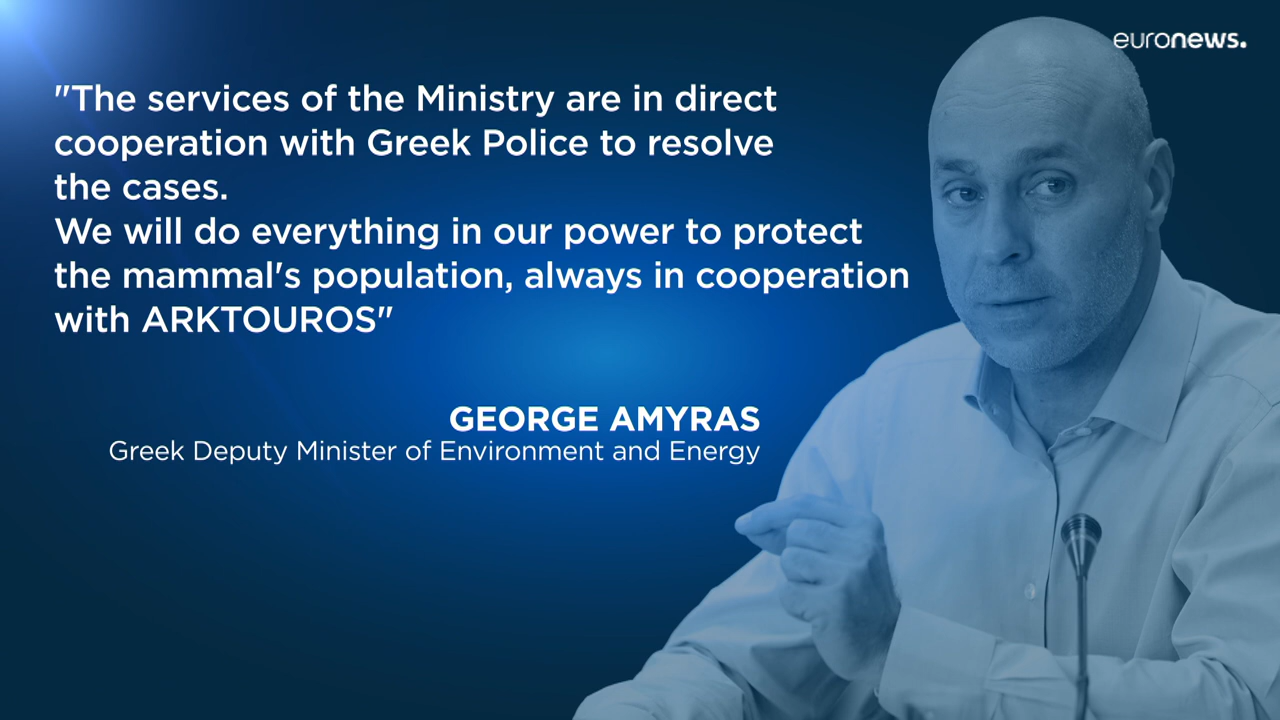 euronews.
"The services of the Ministry are in direct
cooperation with Greek Police to resolve
the cases.
We will do everything in our power to protect
the mammal's population, always in cooperation
with ARKTOUROS"
GEORGE AMYRAS
Greek Deputy Minister of Environment and Energy